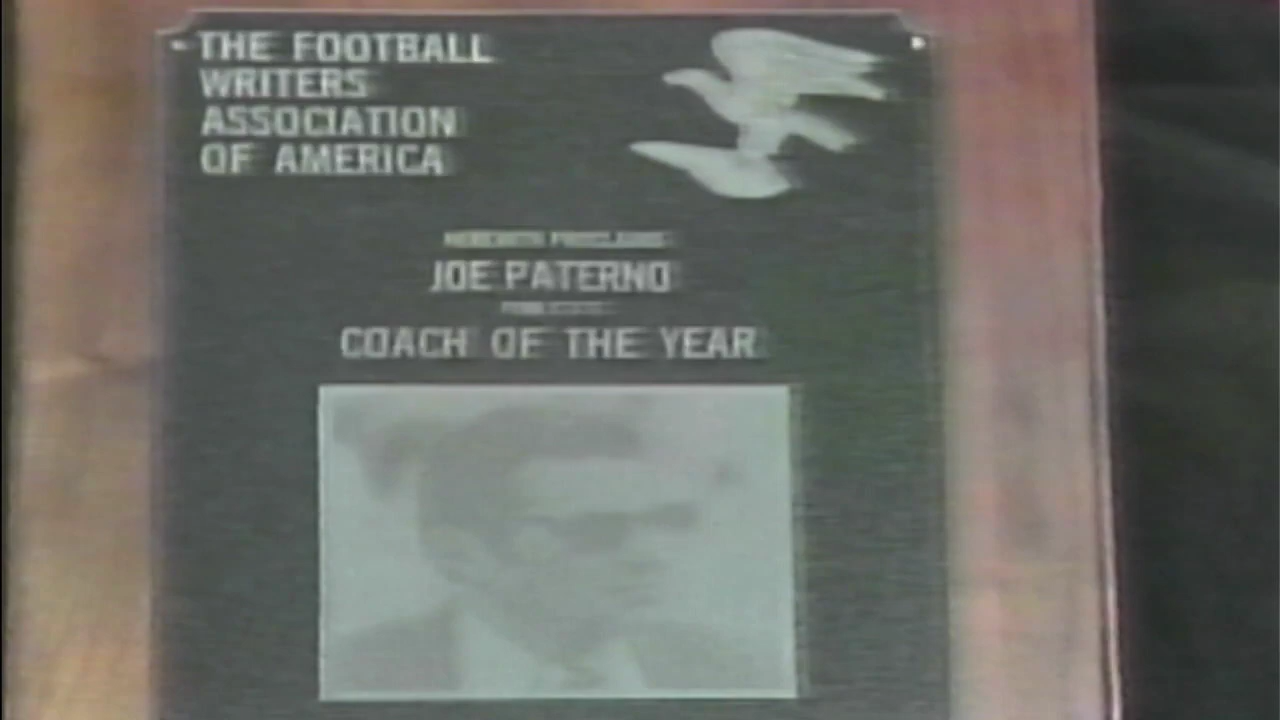 THE FOOTBALL
WRITERS
ASSOCIATION
OF AMERICA
JOE PATERNO
COACH OF THE YEAR